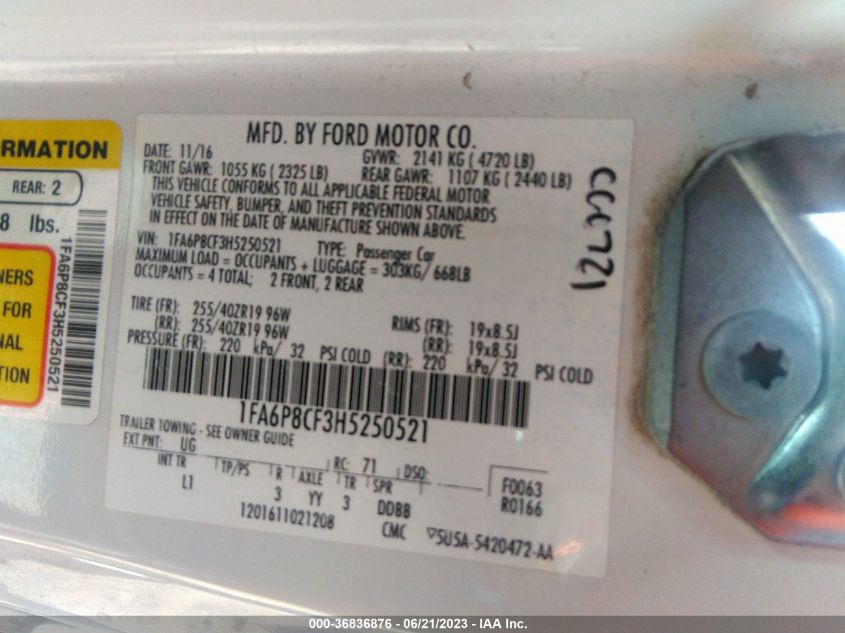 RMATION
REAR: 2
8 lbs.
NERS
FOR
NAL
TION
1FA6P8CF3H5250521
MFD. BY FORD MOTOR CO.
DATE: 11/16 GVWR: 2141 KG ( 4720 LB)
FRONT GAWR: 1055 KG ( 2325 LB) REAR GAWR: 1107 KG ( 2440 LB)
THIS VEHICLE CONFORMS TO ALL APPLICABLE FEDERAL MOTOR
VEHICLE SAFETY, BUMPER, AND THEFT PREVENTION STANDARDS
IN EFFECT ON THE DATE OF MANUFACTURE SHOWN ABOVE.
VIN: 1FA6P8CF3H5250521 TYPE: Passenger Car
MAXIMUM LOAD = OCCUPANTS + LUGGAGE = 303KG/ 668LB
OCCUPANTS = 4 TOTAL; 2 FRONT, 2 REAR
TIRE (FR): 255/40ZR19 96W RIMS (FR): 19x8.5J
(RR): 255/40ZR19 96W (RR): 19x8.5J
PRESSURE (FR): 220 kPa/ 32 PSI COLD (RR): 220 kPa/ 32 PSI COLD
1FA6P8CF3H5250521
TRAILER TOWING - SEE OWNER GUIDE
EXT PNT: UG RC: 71 DSO:
INT TR TP/PS R AXLE TR SPR F0063
L1 3 YY 3 DDBB R0166
1201611021208 CMC 5U5A-5420472-AA
000-36836876 - 06/21/2023 - IAA Inc.